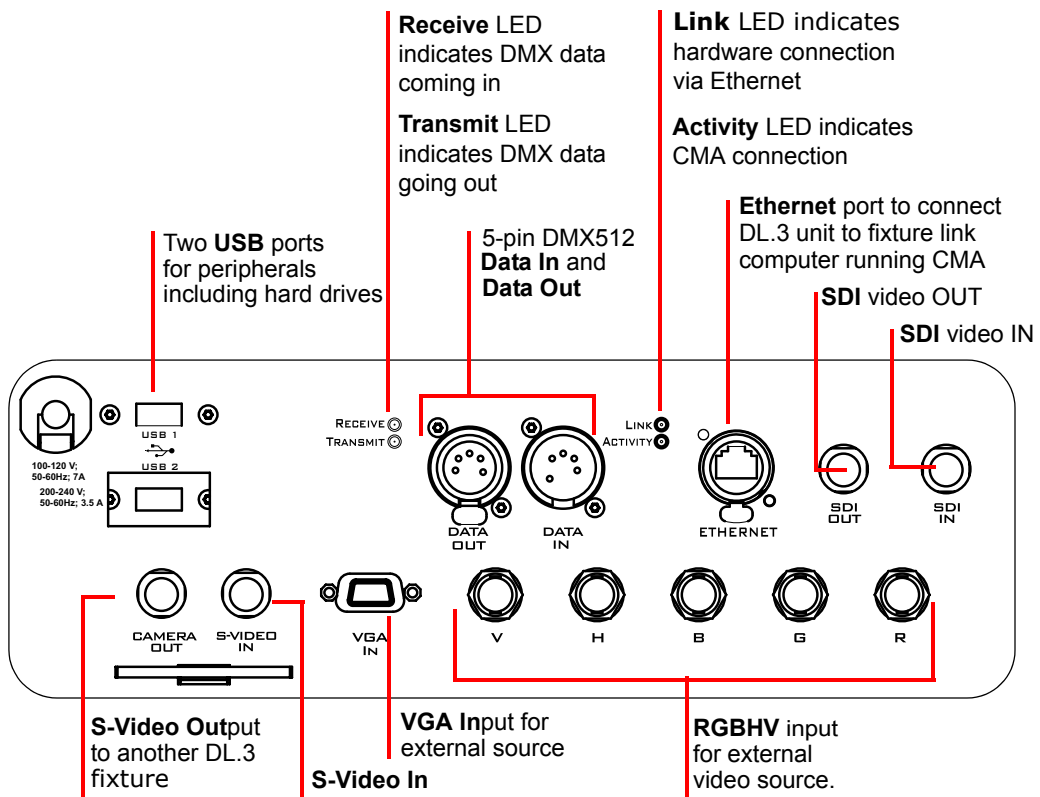 Receive LED
indicates DMX data
coming in
Transmit LED
indicates DMX data
going out
Link LED indicates
hardware connection
via Ethernet
Activity LED indicates
CMA connection
Two USB ports
for peripherals
including hard drives
5-pin DMX512
Data In and
Data Out
Ethernet port to connect
DL.3 unit to fixture link
computer running CMA
SDI video OUT
SDI video IN
USB 1
USB 2
100-120 V;
50-60Hz; 7A
200-240 V;
50-60Hz; 3.5 A
RECEIVE
TRANSMIT
DATA
OUT
DATA
IN
LINK
ACTIVITY
ETHERNET
SDI
OUT
SDI
IN
CAMERA
OUT
S-VIDEO
IN
VGA
IN
V
H
B
G
R
S-Video Output
to another DL.3
fixture
S-Video In
VGA Input for
external source
RGBHV input
for external
video source.